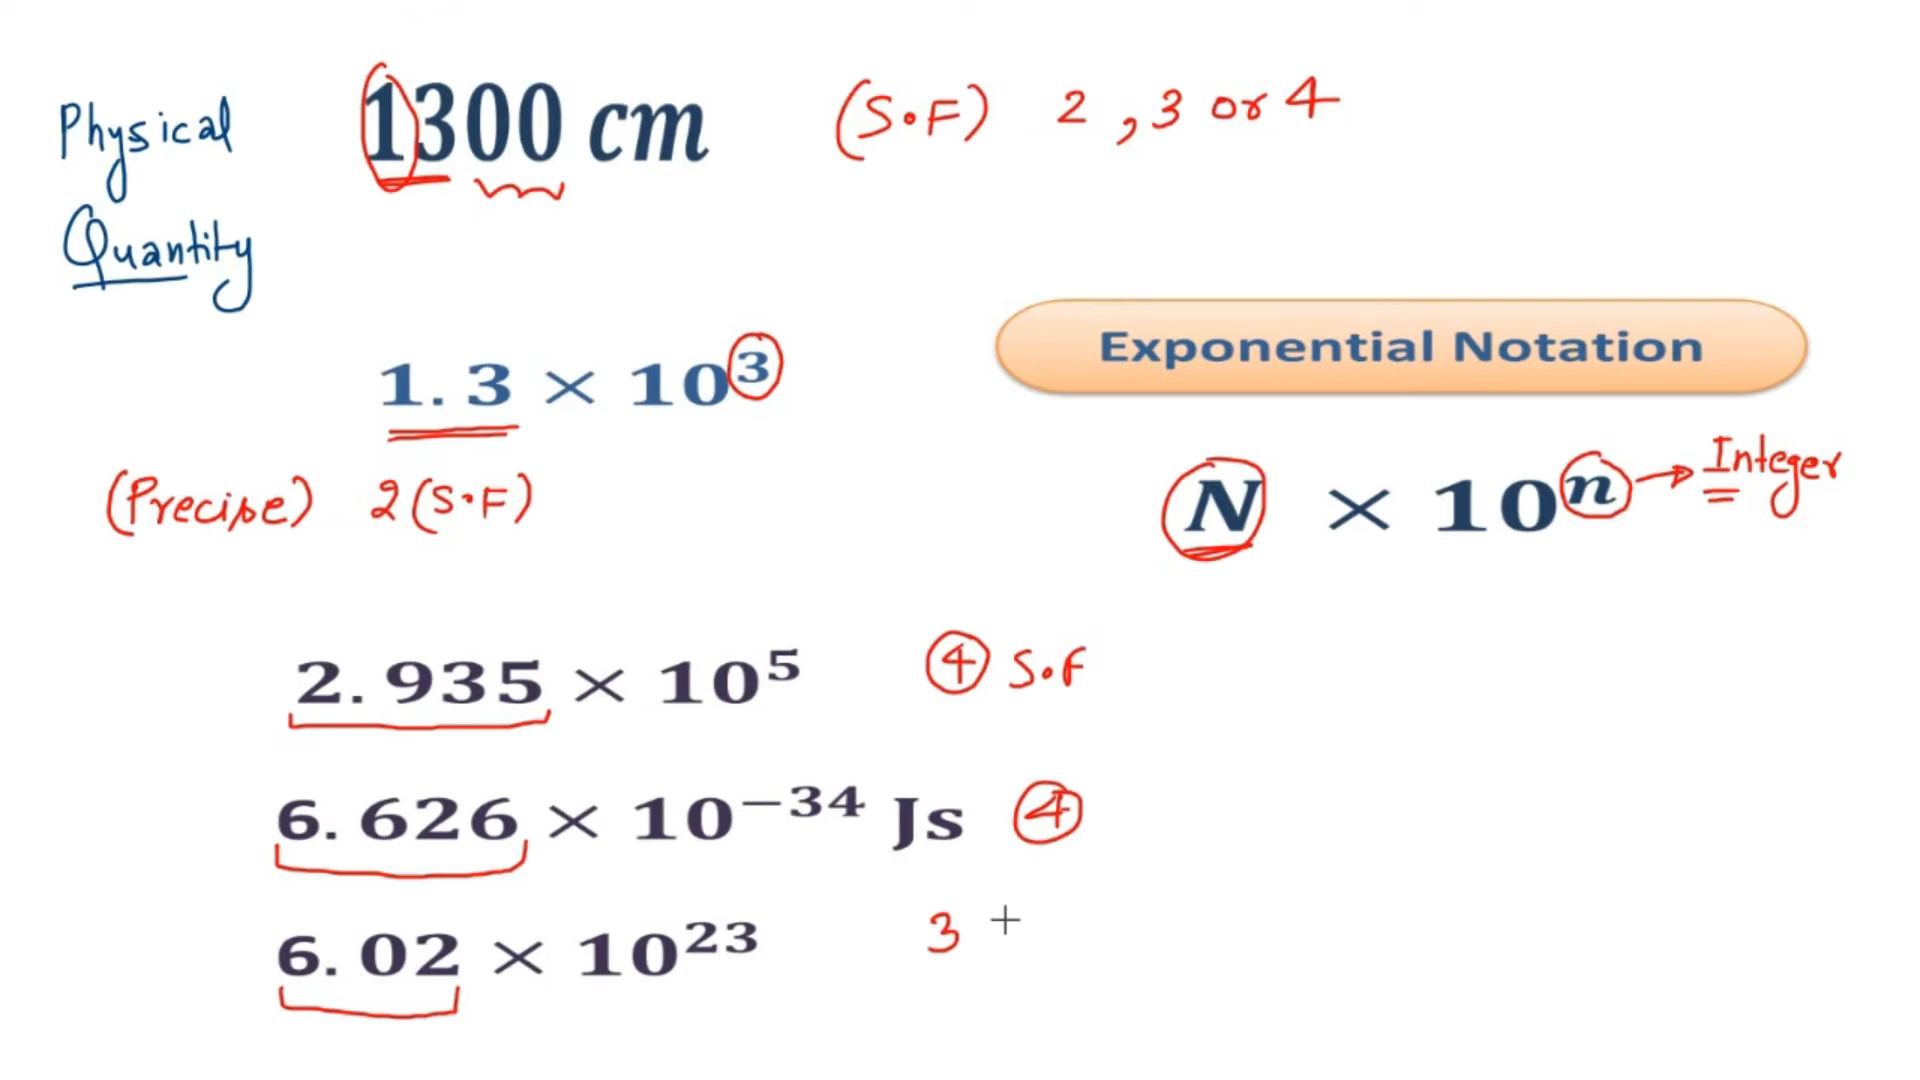 Physical 1300 cm (S.F) 2, 3 or 4
Quantity
1.3 × 10³
Exponential Notation
(Precise) 2 (S.F)
N × 10ⁿ → Integer
2.935 × 10⁵ ④ S.F
6.626 × 10⁻³⁴ Js ④
6.02 × 10²³ 3